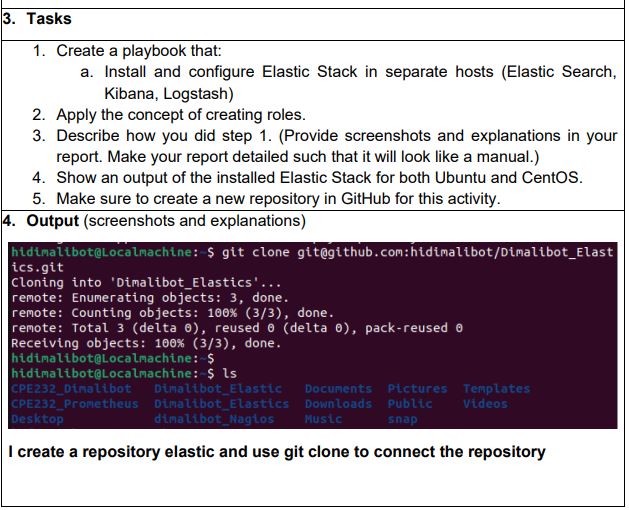 3. Tasks
1. Create a playbook that:
a. Install and configure Elastic Stack in separate hosts (Elastic Search,
Kibana, Logstash)
2. Apply the concept of creating roles.
3. Describe how you did step 1. (Provide screenshots and explanations in your
report. Make your report detailed such that it will look like a manual.)
4. Show an output of the installed Elastic Stack for both Ubuntu and CentOS.
5. Make sure to create a new repository in GitHub for this activity.
4. Output (screenshots and explanations)
hidimalibot@Localmachine:~$ git clone git@github.com:hidimalibot/Dimalibot_Elast
ics.git
Cloning into 'Dimalibot_Elastics'...
remote: Enumerating objects: 3, done.
remote: Counting objects: 100% (3/3), done.
remote: Total 3 (delta 0), reused 0 (delta 0), pack-reused 0
Receiving objects: 100% (3/3), done.
hidimalibot@Localmachine:~$
hidimalibot@Localmachine:~$ ls
CPE232_Dimalibot Dimalibot_Elastic Documents Pictures Templates
CPE232_Prometheus Dimalibot_Elastics Downloads Public Videos
Desktop dimalibot_Nagios Music snap
I create a repository elastic and use git clone to connect the repository